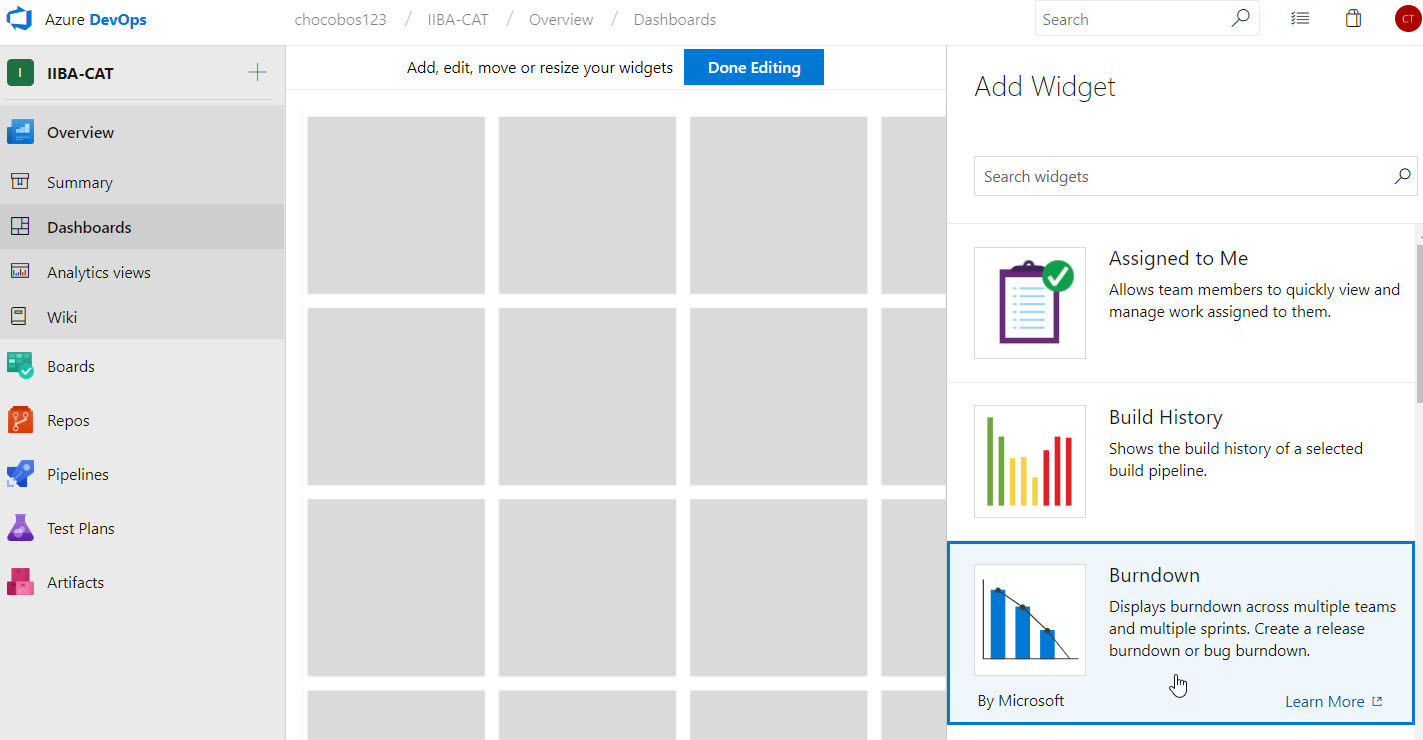 Azure DevOps
chocobos123 / IIBA-CAT / Overview / Dashboards
Search
CT
I IIBA-CAT
Overview
Summary
Dashboards
Analytics views
Wiki
Boards
Repos
Pipelines
Test Plans
Artifacts
Add, edit, move or resize your widgets
Done Editing
Add Widget
Search widgets
Assigned to Me
Allows team members to quickly view and
manage work assigned to them.
Build History
Shows the build history of a selected
build pipeline.
Burndown
Displays burndown across multiple teams
and multiple sprints. Create a release
burndown or bug burndown.
By Microsoft
Learn More